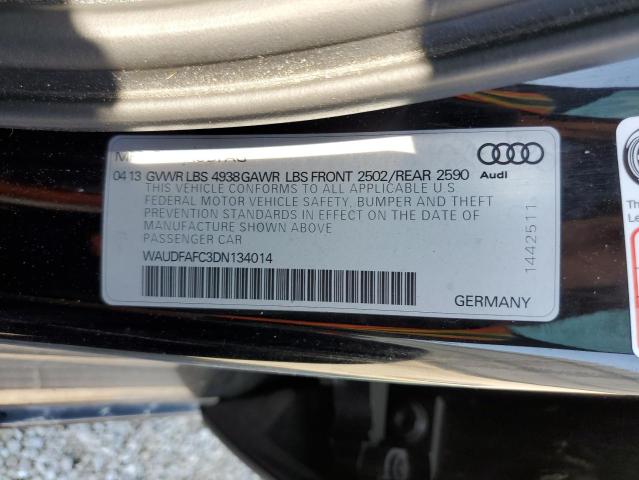 04 13 GVWR LBS 4938 GAWR LBS FRONT 2502/REAR 2590
THIS VEHICLE CONFORMS TO ALL APPLICABLE U.S
FEDERAL MOTOR VEHICLE SAFETY, BUMPER AND THEFT
PREVENTION STANDARDS IN EFFECT ON THE DATE OF
MANUFACTURE SHOWN ABOVE
PASSENGER CAR
WAUDFAFC3DN134014
Audi
1442511.
GERMANY